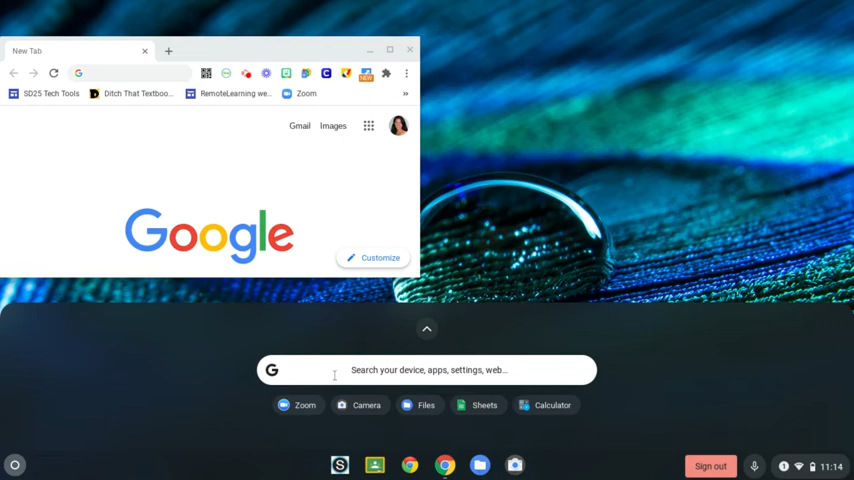 New Tab
SD25 Tech Tools
Ditch That Textboo...
RemoteLearning we...
Zoom
»
Gmail
Images
Google
Customize
G
Search your device, apps, settings, web...
Zoom
Camera
Files
Sheets
Calculator
S
Sign out
1
11:14